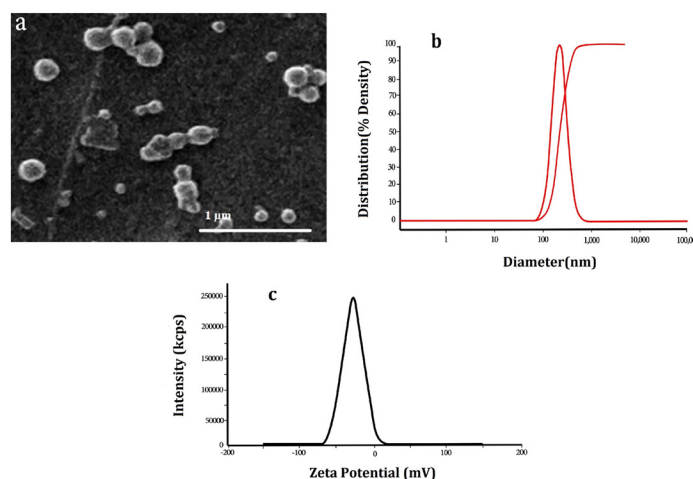 a
1 µm
b
Distribution(% Density)
100
90
80
70
60
50
40
30
20
10
0
1 10 100 1,000 10,000 100,00
Diameter(nm)
c
Intensity (kcps)
250000
200000
150000
100000
50000
0
-200 -100 0 100 200
Zeta Potential (mV)